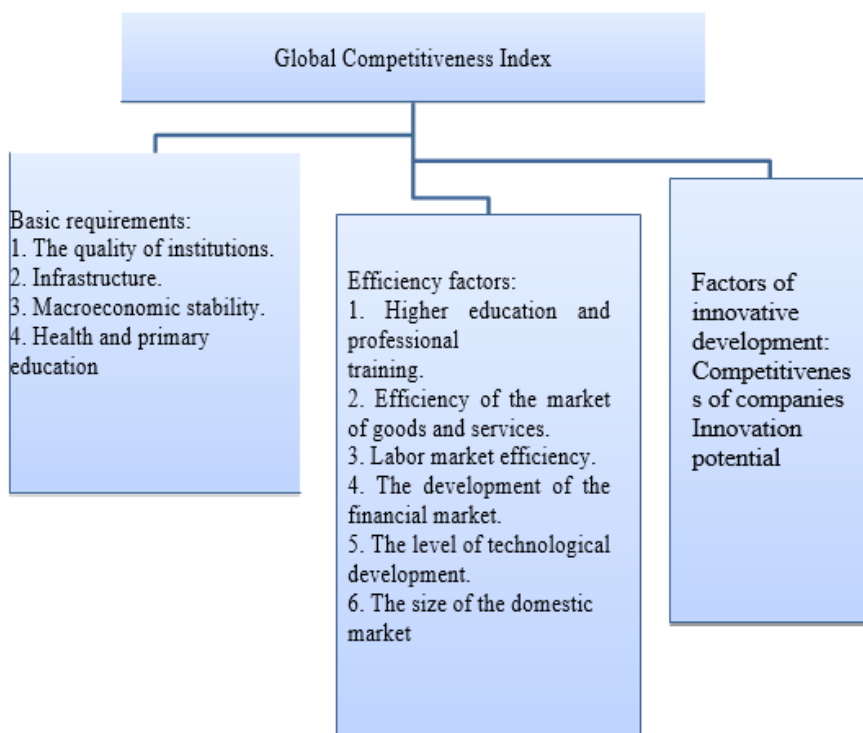 Global Competitiveness Index
Basic requirements:
1. The quality of institutions.
2. Infrastructure.
3. Macroeconomic stability.
4. Health and primary
education
Efficiency factors:
1. Higher education and
professional
training.
2. Efficiency of the market
of goods and services.
3. Labor market efficiency.
4. The development of the
financial market.
5. The level of technological
development.
6. The size of the domestic
market
Factors of
innovative
development:
Competitivenes
s of companies
Innovation
potential